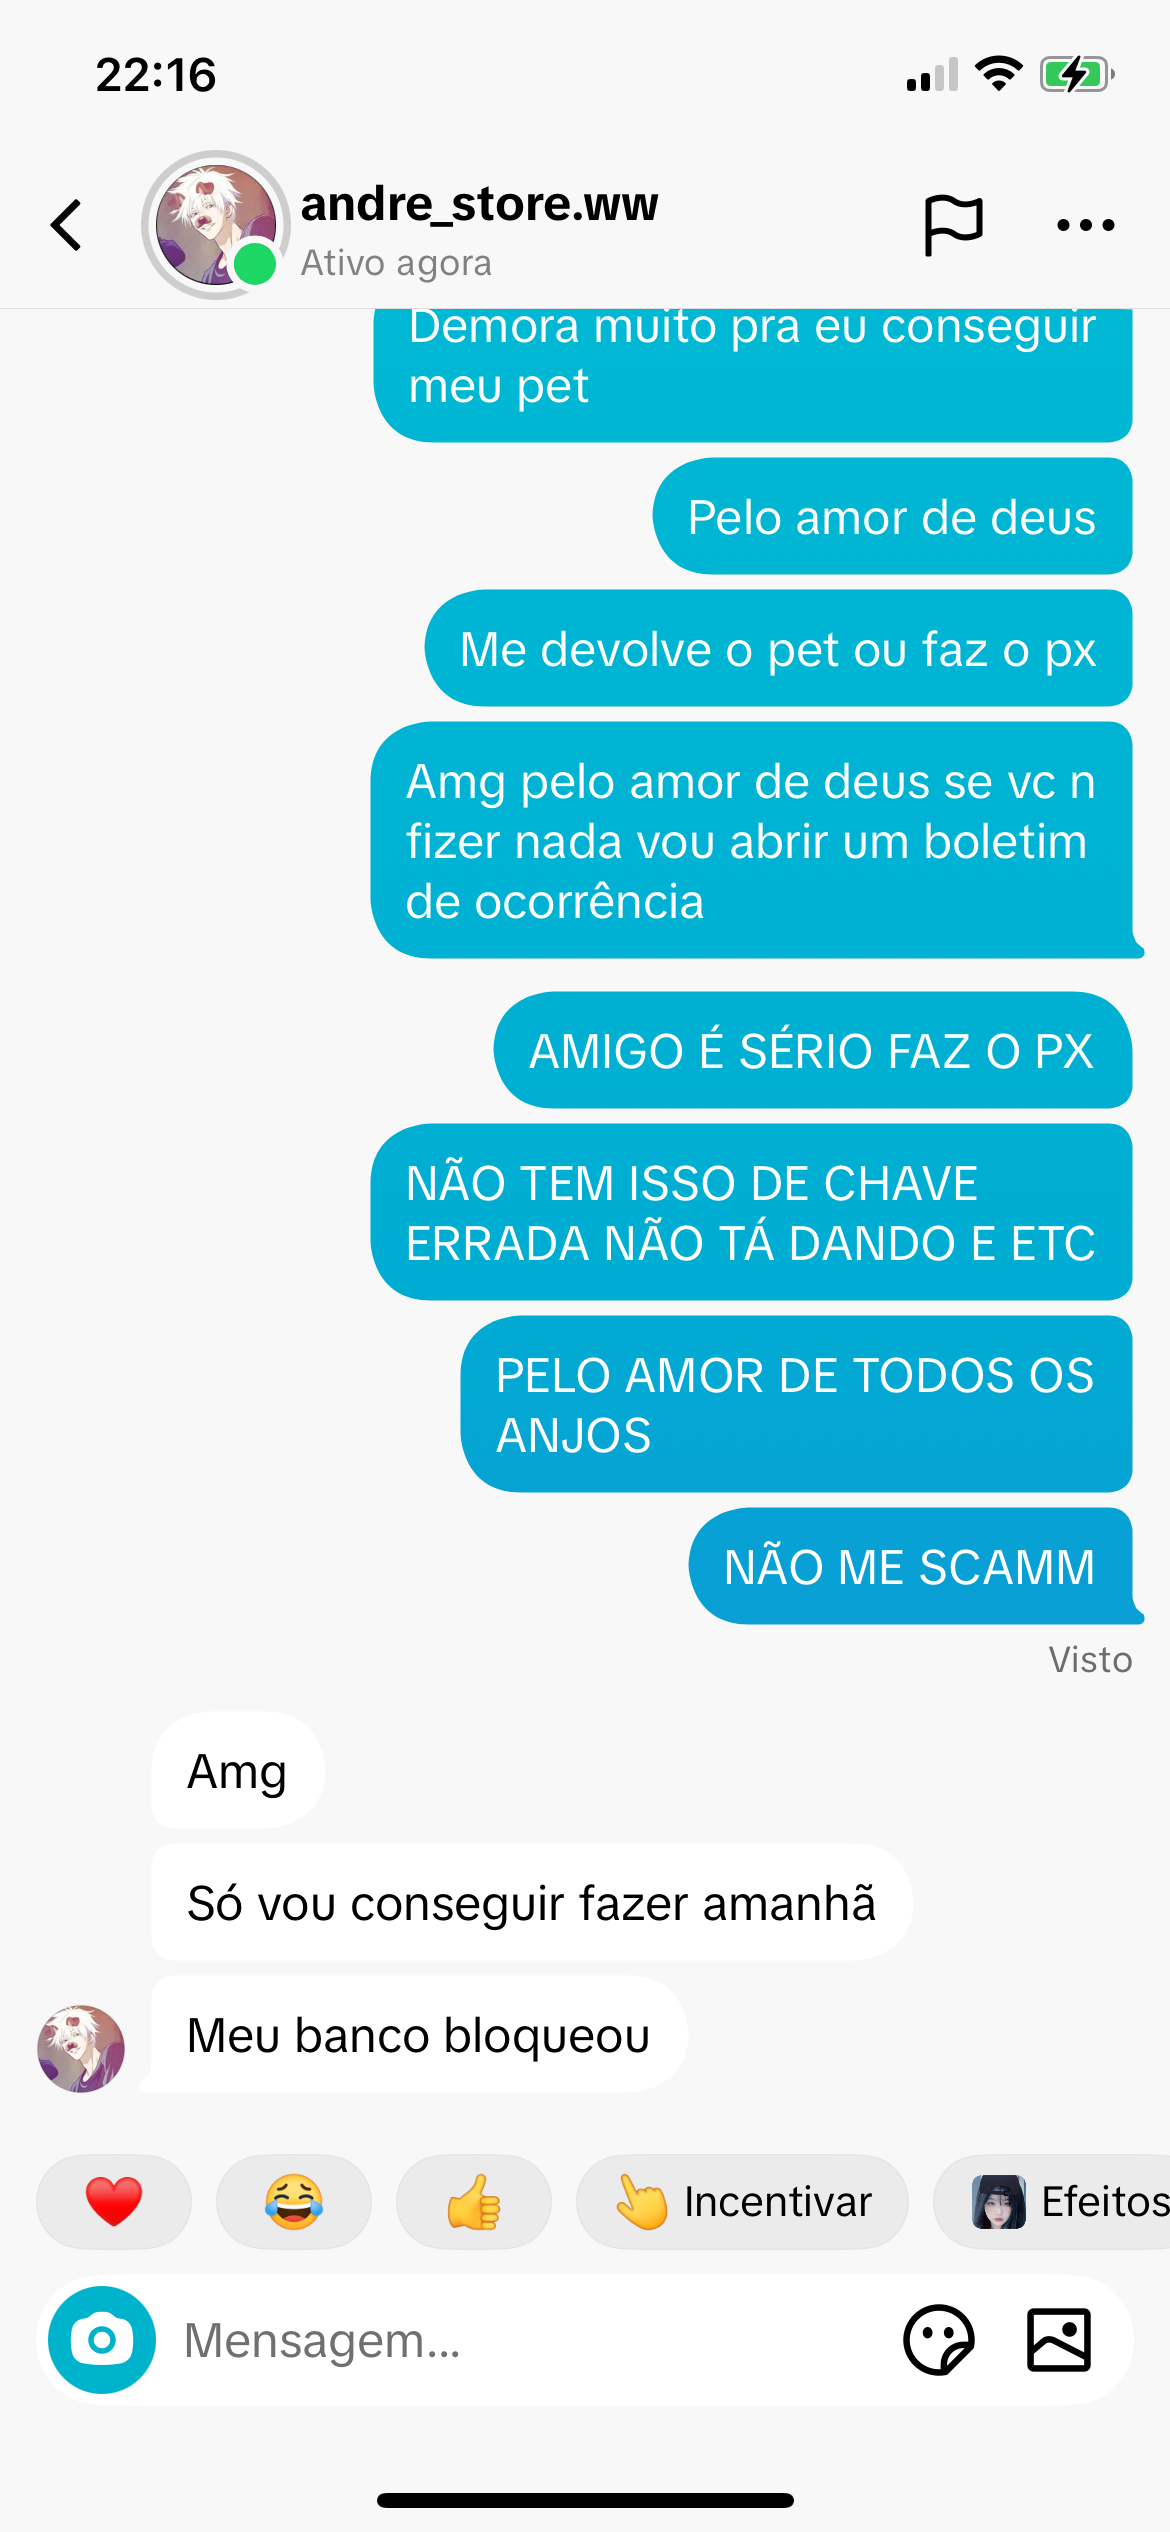 22:16
andre_store.ww
Ativo agora
Demora muito pra eu conseguir
meu pet
Pelo amor de deus
Me devolve o pet ou faz o px
Amg pelo amor de deus se vc n
fizer nada vou abrir um boletim
de ocorrência
AMIGO É SÉRIO FAZ O PX
NÃO TEM ISSO DE CHAVE
ERRADA NÃO TÁ DANDO E ETC
PELO AMOR DE TODOS OS
ANJOS
NÃO ME SCAMM
Visto
Amg
Só vou conseguir fazer amanhã
Meu banco bloqueou
Incentivar
Efeitos
Mensagem...